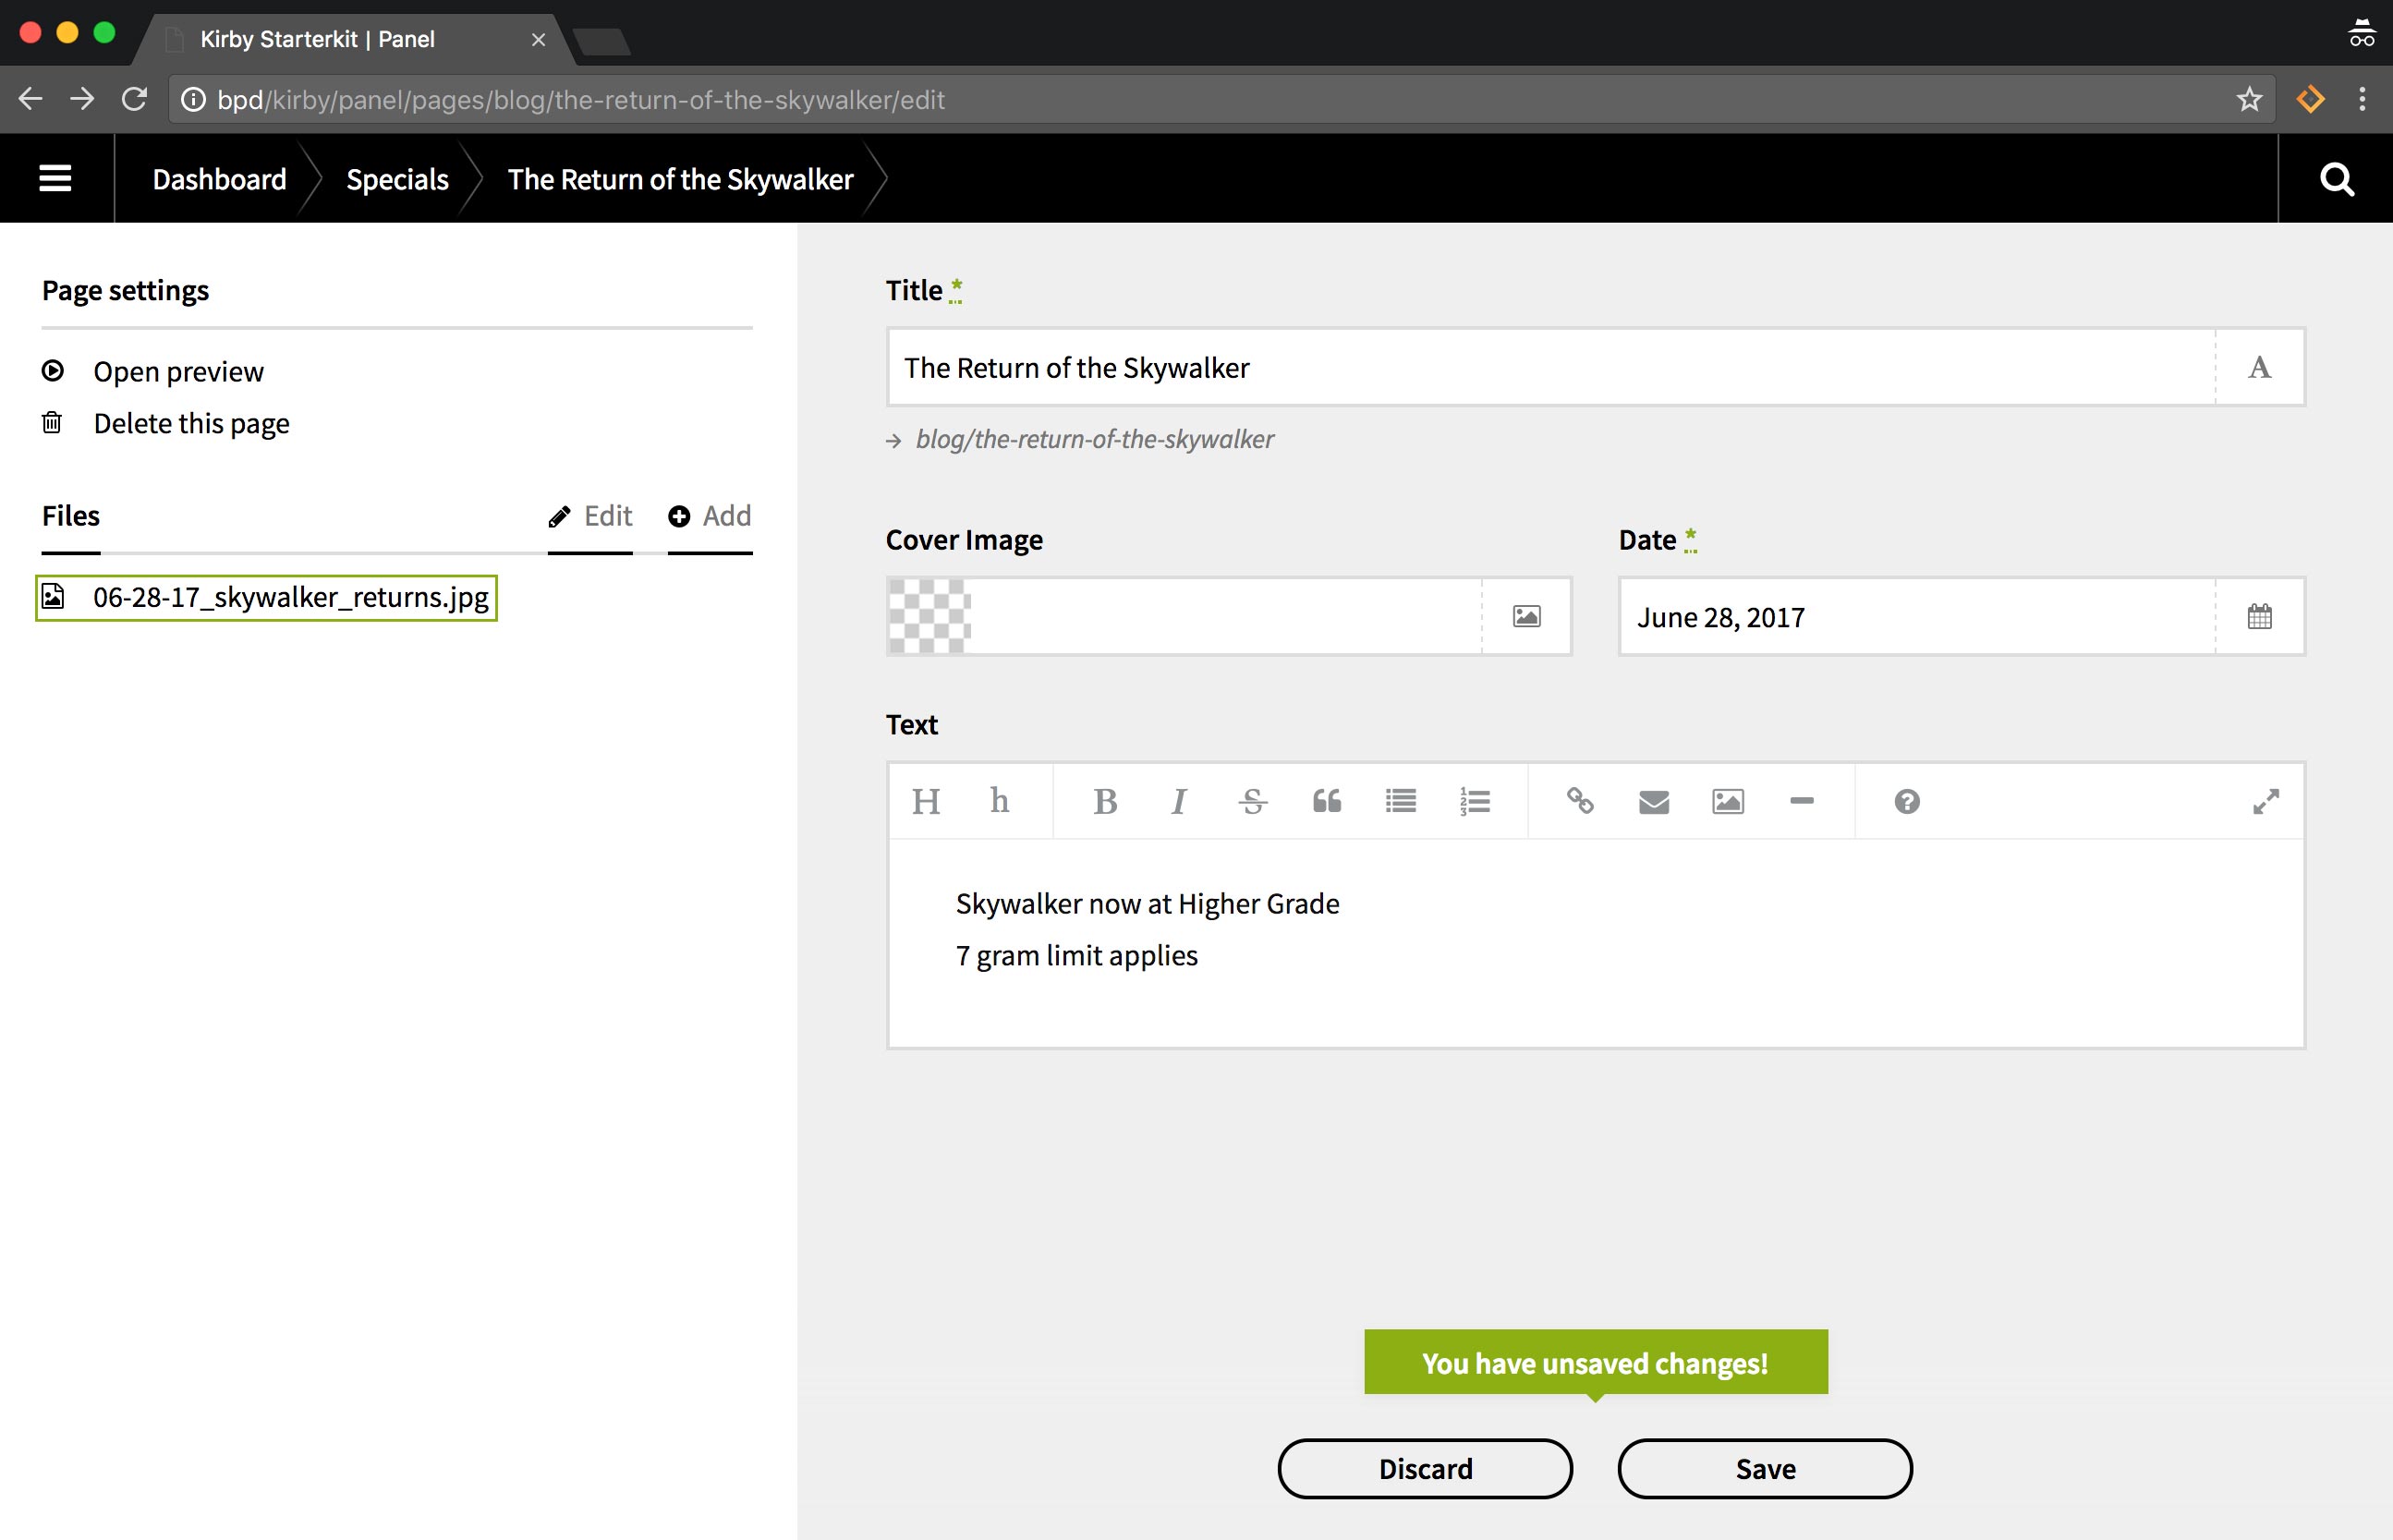 Kirby Starterkit | Panel
bpd/kirby/panel/pages/blog/the-return-of-the-skywalker/edit
Dashboard Specials The Return of the Skywalker
Page settings
Open preview
Delete this page
Files Edit Add
06-28-17_skywalker_returns.jpg
Title *
The Return of the Skywalker A
→ blog/the-return-of-the-skywalker
Cover Image
Date *
June 28, 2017
Text
H h B I S 1 2 3 ?
Skywalker now at Higher Grade
7 gram limit applies
You have unsaved changes!
Discard Save